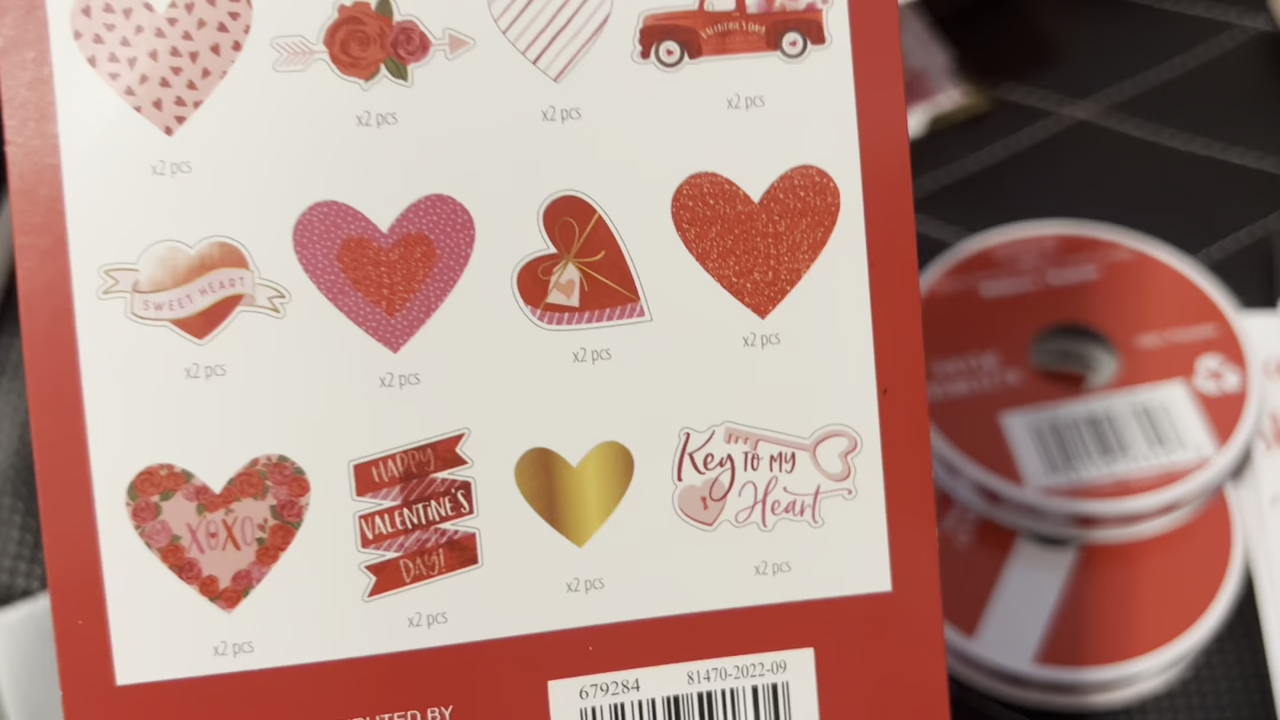 VALENTINE'S DAY
x2 pcs
x2 pcs
x2 pcs
x2 pcs
SWEET HEART
x2 pcs
x2 pcs
x2 pcs
x2 pcs
XOXO
HAPPY
VALENTINE'S
DAY!
Key TO MY
Heart
x2 pcs
x2 pcs
x2 pcs
x2 pcs
679284
81470-2022-09
BY